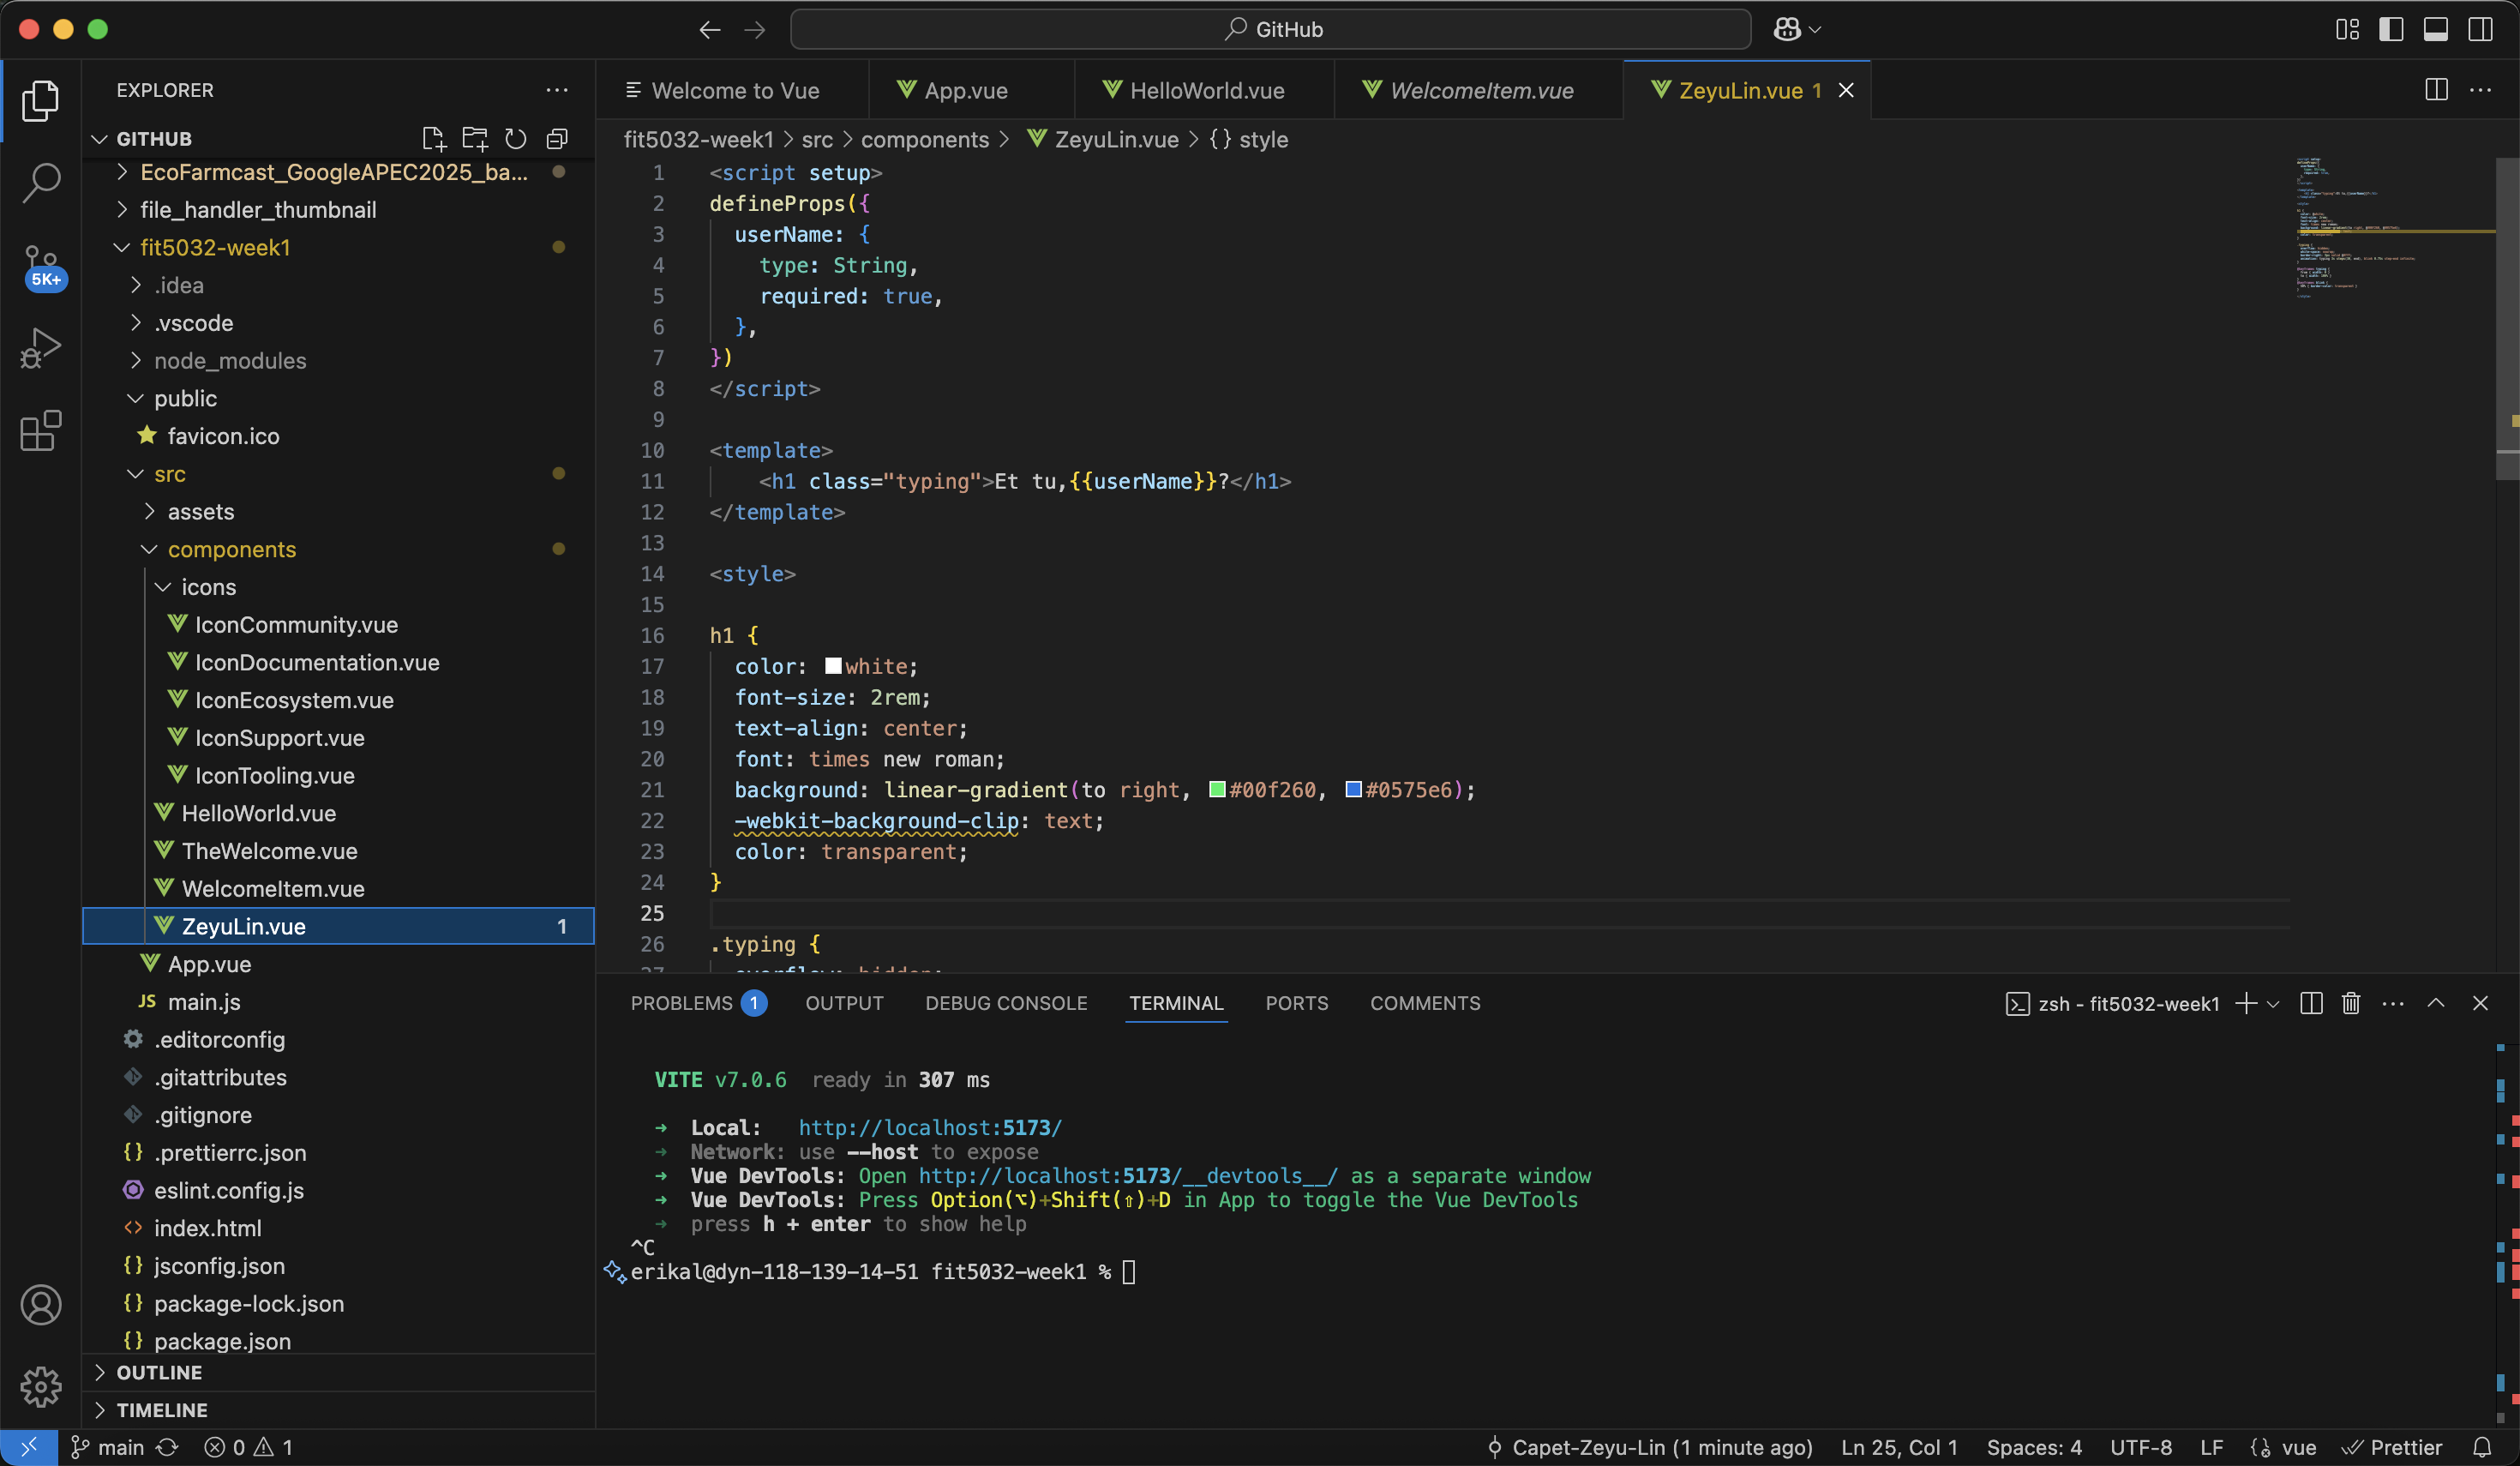 GitHub
EXPLORER
GITHUB
EcoFarmcast_GoogleAPEC2025_ba...
file_handler_thumbnail
fit5032-week1
.idea
.vscode
node_modules
public
favicon.ico
src
assets
components
icons
IconCommunity.vue
IconDocumentation.vue
IconEcosystem.vue
IconSupport.vue
IconTooling.vue
HelloWorld.vue
TheWelcome.vue
WelcomeItem.vue
ZeyuLin.vue 1
App.vue
JS main.js
.editorconfig
.gitattributes
.gitignore
{} .prettierrc.json
eslint.config.js
<> index.html
{} jsconfig.json
{} package-lock.json
{} package.json
OUTLINE
TIMELINE
5K+
Welcome to Vue App.vue HelloWorld.vue WelcomeItem.vue ZeyuLin.vue 1
fit5032-week1 > src > components > ZeyuLin.vue > {} style
1 <script setup>
2 defineProps({
3 userName: {
4 type: String,
5 required: true,
6 },
7 })
8 </script>
9
10 <template>
11 <h1 class="typing">Et tu,{{userName}}?</h1>
12 </template>
13
14 <style>
15
16 h1 {
17 color: white;
18 font-size: 2rem;
19 text-align: center;
20 font: times new roman;
21 background: linear-gradient(to right, #00f260, #0575e6);
22 -webkit-background-clip: text;
23 color: transparent;
24 }
25
26 .typing {
27 overflow: hidden;
PROBLEMS 1 OUTPUT DEBUG CONSOLE TERMINAL PORTS COMMENTS
zsh - fit5032-week1
VITE v7.0.6 ready in 307 ms
➜ Local: http://localhost:5173/
➜ Network: use --host to expose
➜ Vue DevTools: Open http://localhost:5173/__devtools__/ as a separate window
➜ Vue DevTools: Press Option(⌥)+Shift(⇧)+D in App to toggle the Vue DevTools
➜ press h + enter to show help
^C
erikal@dyn-118-139-14-51 fit5032-week1 %
main 0 1
Capet-Zeyu-Lin (1 minute ago) Ln 25, Col 1 Spaces: 4 UTF-8 LF vue Prettier